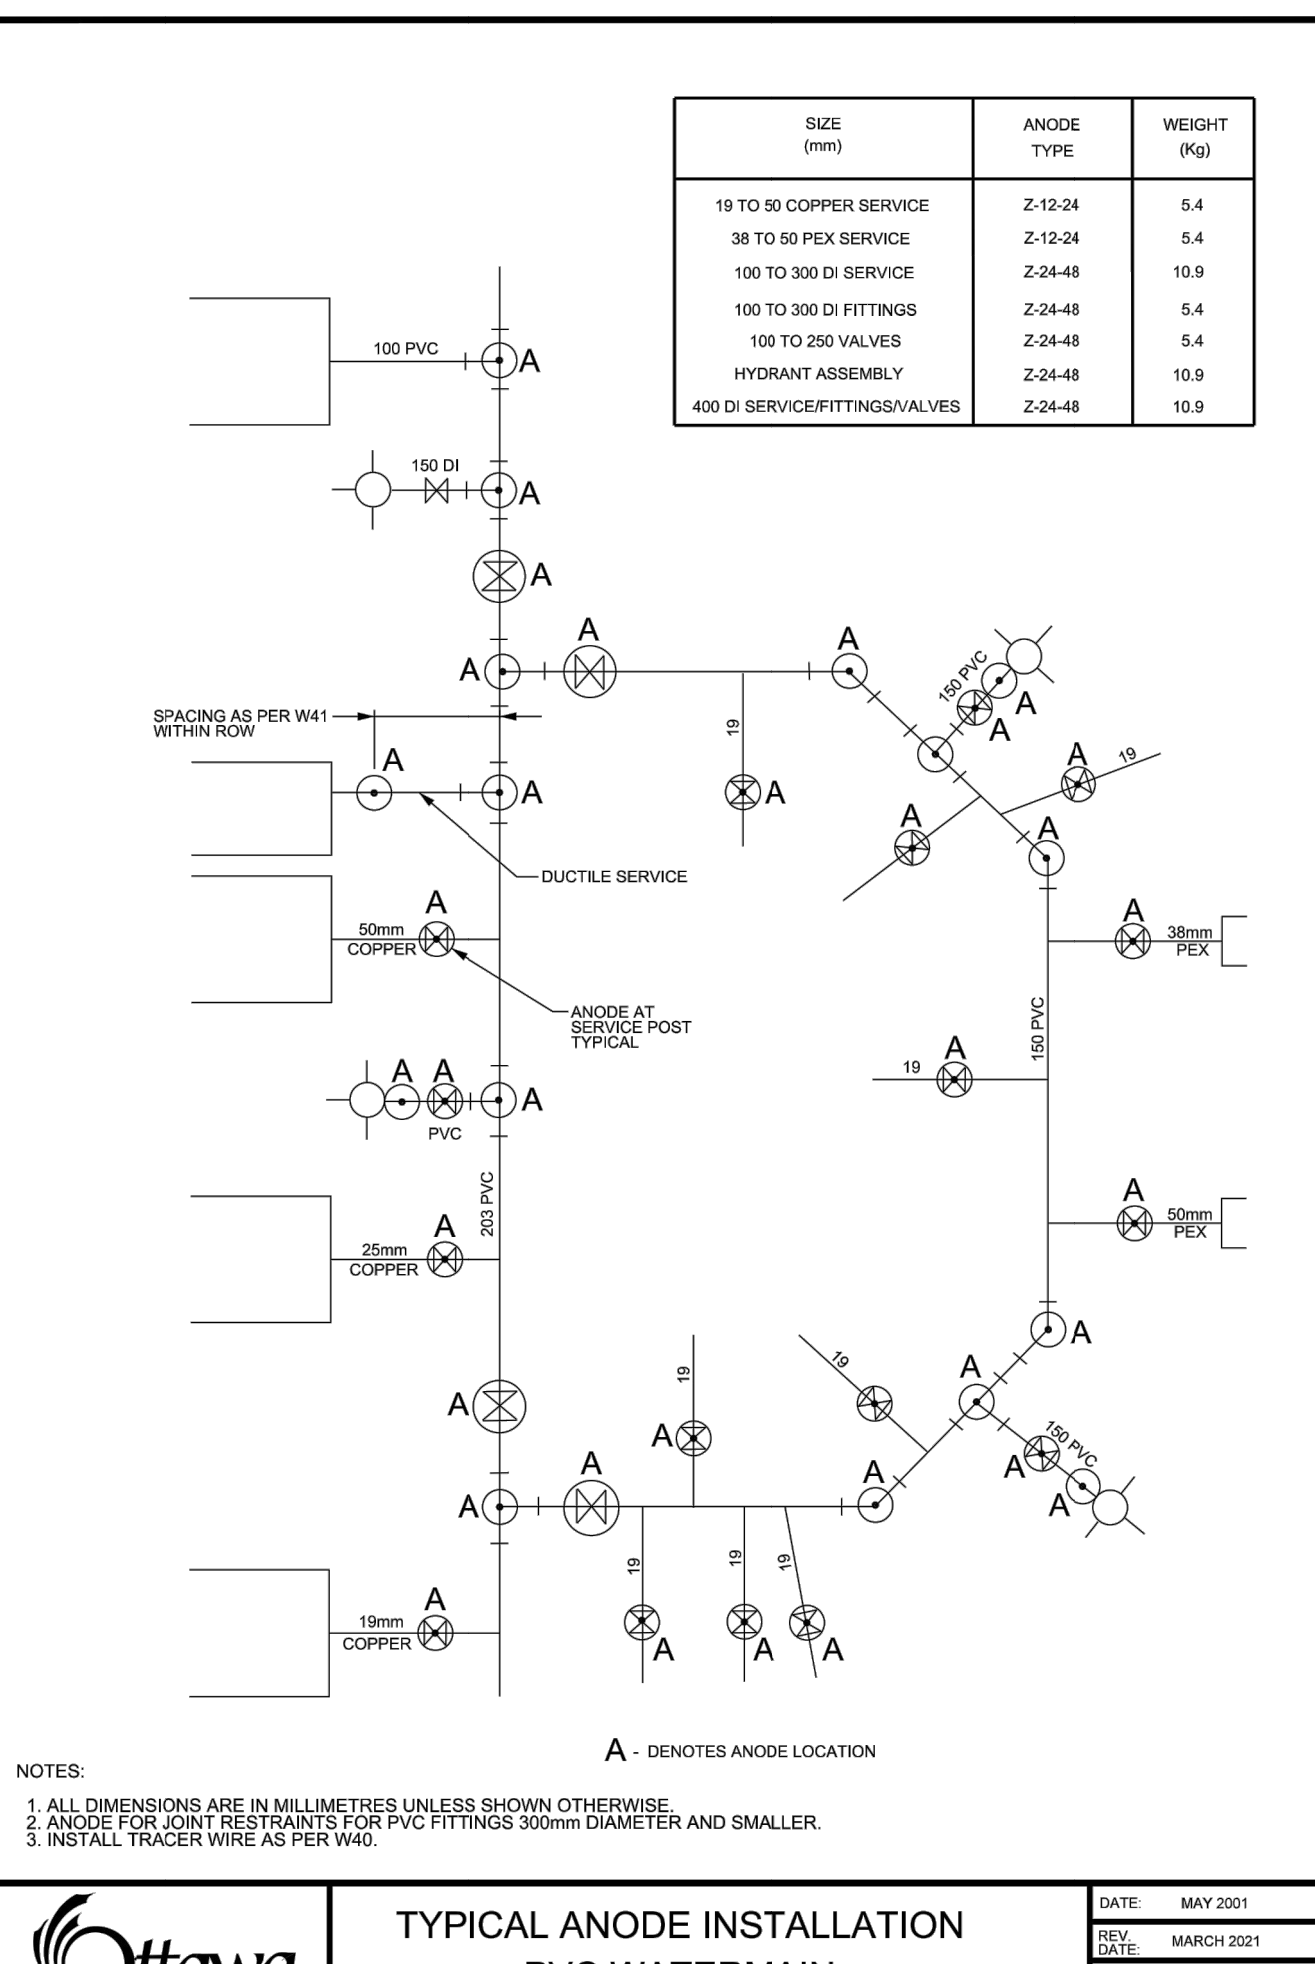 SIZE
(mm)
ANODE
TYPE
WEIGHT
(Kg)
19 TO 50 COPPER SERVICE Z-12-24 5.4
38 TO 50 PEX SERVICE Z-12-24 5.4
100 TO 300 DI SERVICE Z-24-48 10.9
100 TO 300 DI FITTINGS Z-24-48 5.4
100 TO 250 VALVES Z-24-48 5.4
HYDRANT ASSEMBLY Z-24-48 10.9
400 DI SERVICE/FITTINGS/VALVES Z-24-48 10.9
100 PVC
A
150 DI
A
A
A
A
A
A
150 PVC
A
A
SPACING AS PER W41
WITHIN ROW
19
A
A
A
A
19
A
A
A
DUCTILE SERVICE
A
50mm
COPPER
A
38mm
PEX
ANODE AT
SERVICE POST
TYPICAL
150 PVC
A
19
A
A
A
PVC
203 PVC
A
50mm
PEX
A
25mm
COPPER
A
19
19
A
A
A
150 PVC
A
A
A
A
A
A
19
19
19
A
19mm
COPPER
A
A
A
A - DENOTES ANODE LOCATION
NOTES:
1. ALL DIMENSIONS ARE IN MILLIMETRES UNLESS SHOWN OTHERWISE.
2. ANODE FOR JOINT RESTRAINTS FOR PVC FITTINGS 300mm DIAMETER AND SMALLER.
3. INSTALL TRACER WIRE AS PER W40.
Ottawa
TYPICAL ANODE INSTALLATION
PVC WATERMAIN
DATE: MAY 2001
REV.
DATE: MARCH 2021